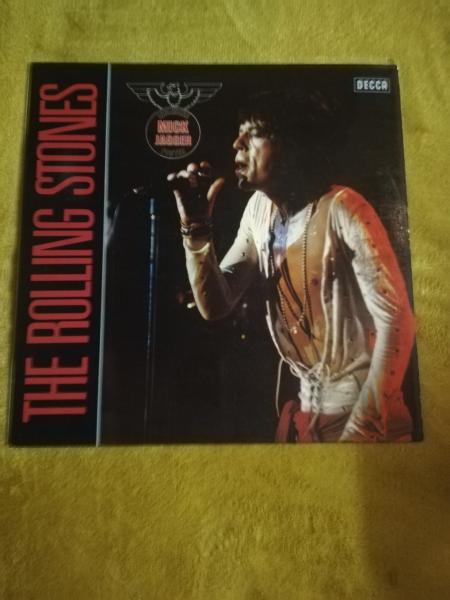 THE ROLLING STONES
MICK
JAGGER
DECCA